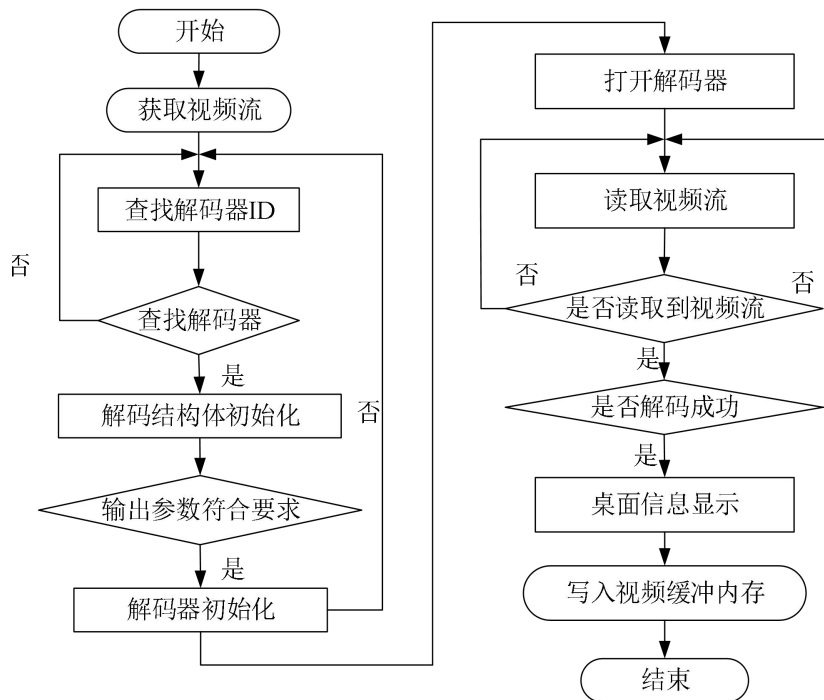 开始
获取视频流
查找解码器ID
否
查找解码器
是
解码结构体初始化
否
输出参数符合要求
是
解码器初始化
打开解码器
读取视频流
否
否
是否读取到视频流
是
是否解码成功
是
桌面信息显示
写入视频缓冲内存
结束